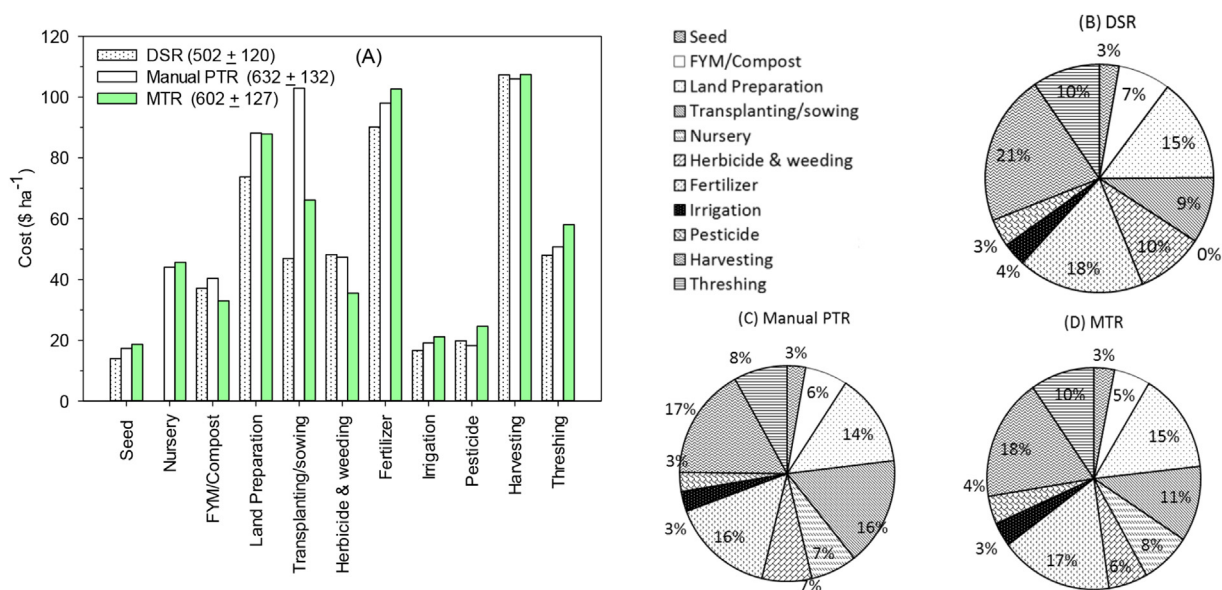 (A)
DSR (502 ± 120)
Manual PTR (632 ± 132)
MTR (602 ± 127)
Cost ($ ha⁻¹)
120
100
80
60
40
20
0
Seed
Nursery
FYM/Compost
Land Preparation
Transplanting/sowing
Herbicide & weeding
Fertilizer
Irrigation
Pesticide
Harvesting
Threshing
Seed
FYM/Compost
Land Preparation
Transplanting/sowing
Nursery
Herbicide & weeding
Fertilizer
Irrigation
Pesticide
Harvesting
Threshing
(B) DSR
3%
7%
15%
9%
0%
10%
18%
4%
3%
21%
10%
(C) Manual PTR
3%
6%
14%
16%
7%
7%
16%
3%
3%
17%
8%
(D) MTR
3%
5%
15%
11%
8%
6%
17%
3%
4%
18%
10%